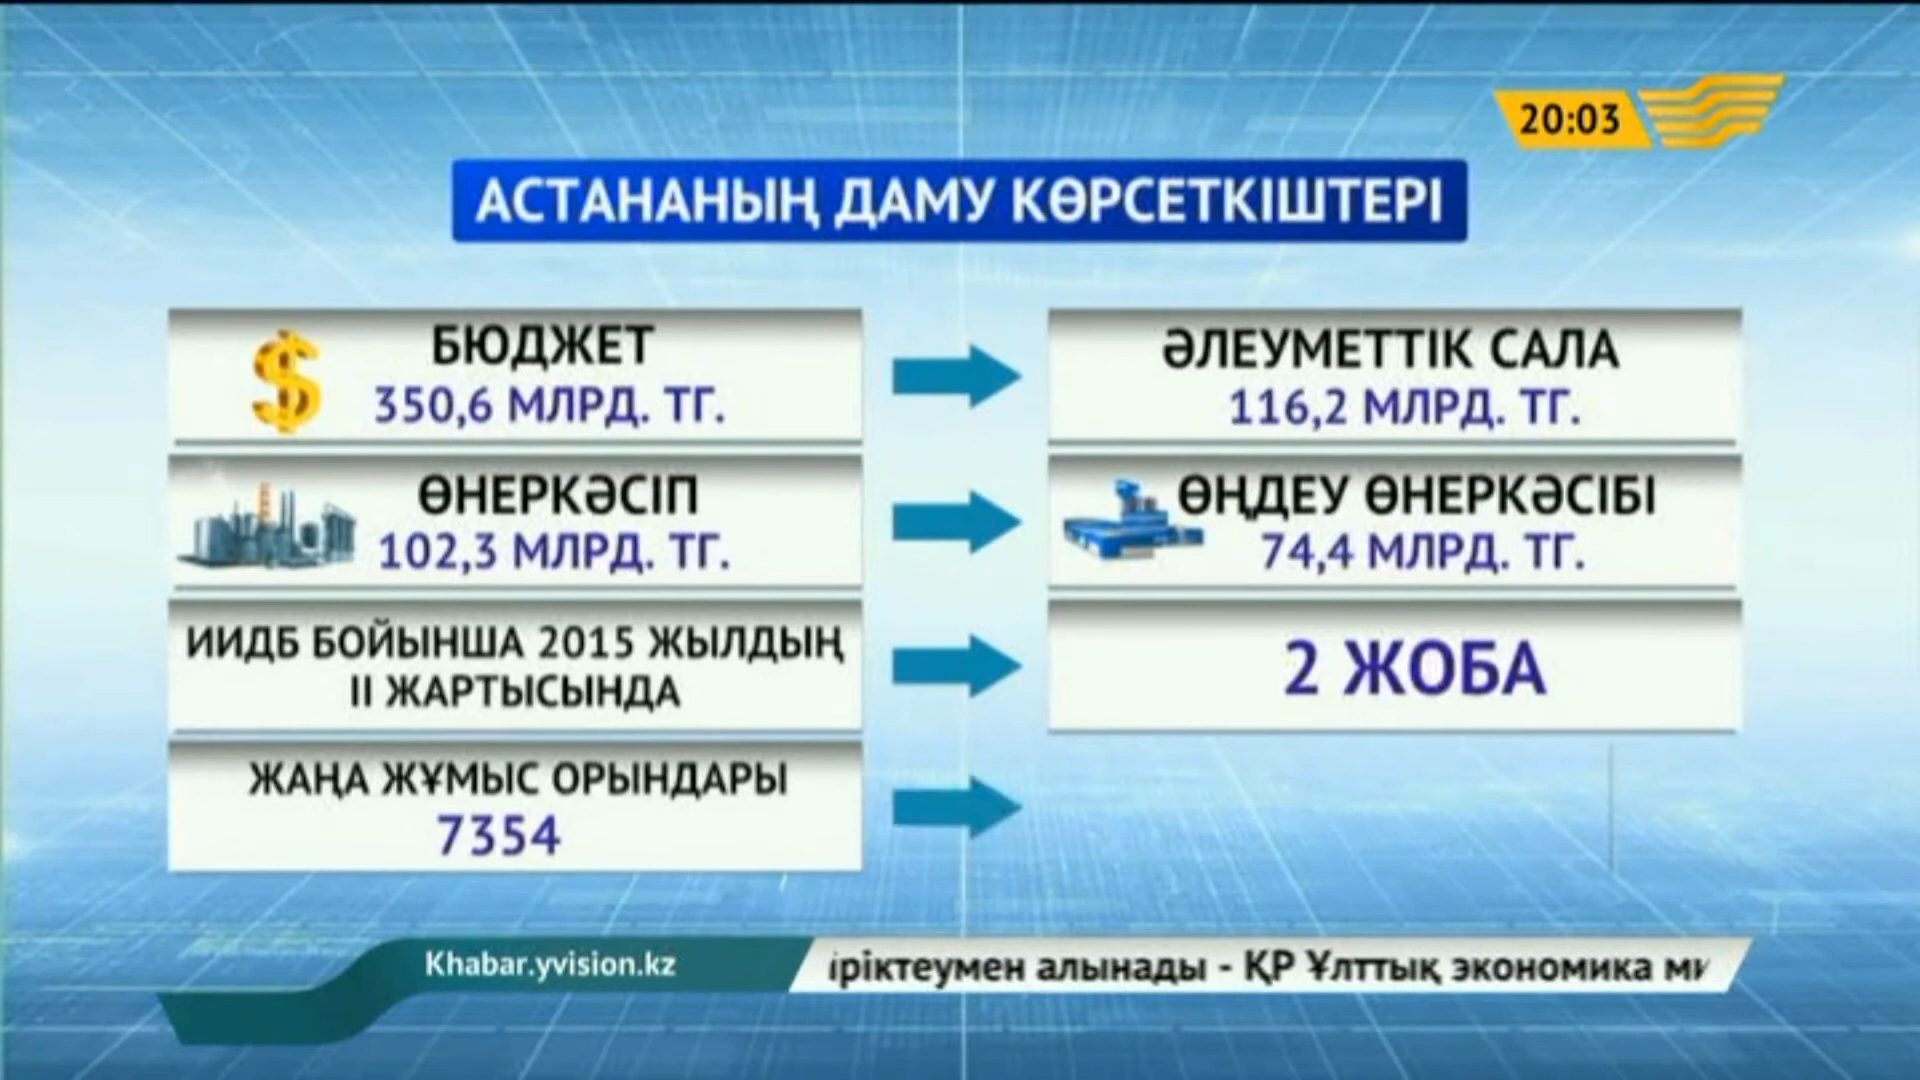 20:03
АСТАНАНЫҢ ДАМУ КӨРСЕТКІШТЕРІ
БЮДЖЕТ
350,6 МЛРД. ТГ.
ӘЛЕУМЕТТІК САЛА
116,2 МЛРД. ТГ.
ӨНЕРКӘСІП
102,3 МЛРД. ТГ.
ӨҢДЕУ ӨНЕРКӘСІБІ
74,4 МЛРД. ТГ.
ИИДБ БОЙЫНША 2015 ЖЫЛДЫҢ
II ЖАРТЫСЫНДА
2 ЖОБА
ЖАҢА ЖҰМЫС ОРЫНДАРЫ
7354
Khabar.yvision.kz
іріктеумен алынады - ҚР Ұлттық экономика